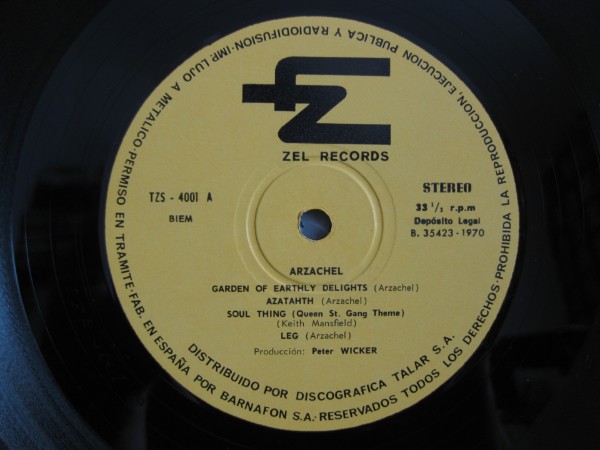 ZEL RECORDS
TZS - 4001 A
BIEM
STEREO
33 1/3 r.p.m
Depósito Legal
B. 35423-1970
ARZACHEL
GARDEN OF EARTHLY DELIGHTS (Arzachel)
AZATAHTH (Arzachel)
SOUL THING (Queen St. Gang Theme)
(Keith Mansfield)
LEG (Arzachel)
Producción: Peter WICKER
DISTRIBUIDO POR DISCOGRAFICA TALAR S.A.
IMP. LUJO A METALICO·PERMISO EN TRAMITE·FAB. EN ESPAÑA POR BARNAFON S.A.·RESERVADOS TODOS LOS DERECHOS·PROHIBIDA LA REPRODUCCION, EJECUCION PUBLICA Y RADIODIFUSION·